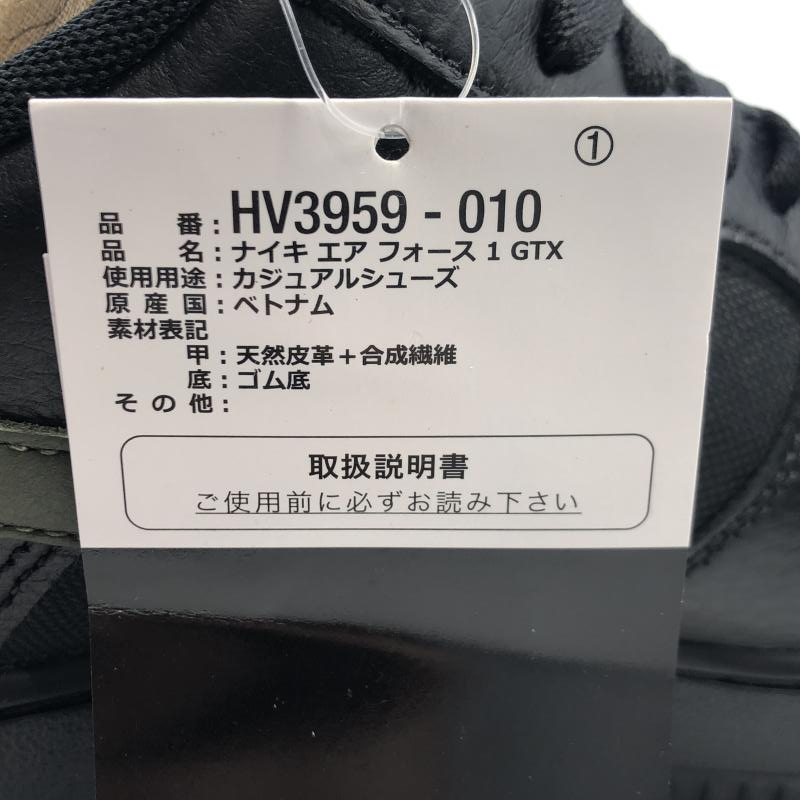 ①
品番:HV3959-010
品名:ナイキ エア フォース 1 GTX
使用用途:カジュアルシューズ
原産国:ベトナム
素材表記
甲:天然皮革+合成繊維
底:ゴム底
その他:
取扱説明書
ご使用前に必ずお読み下さい